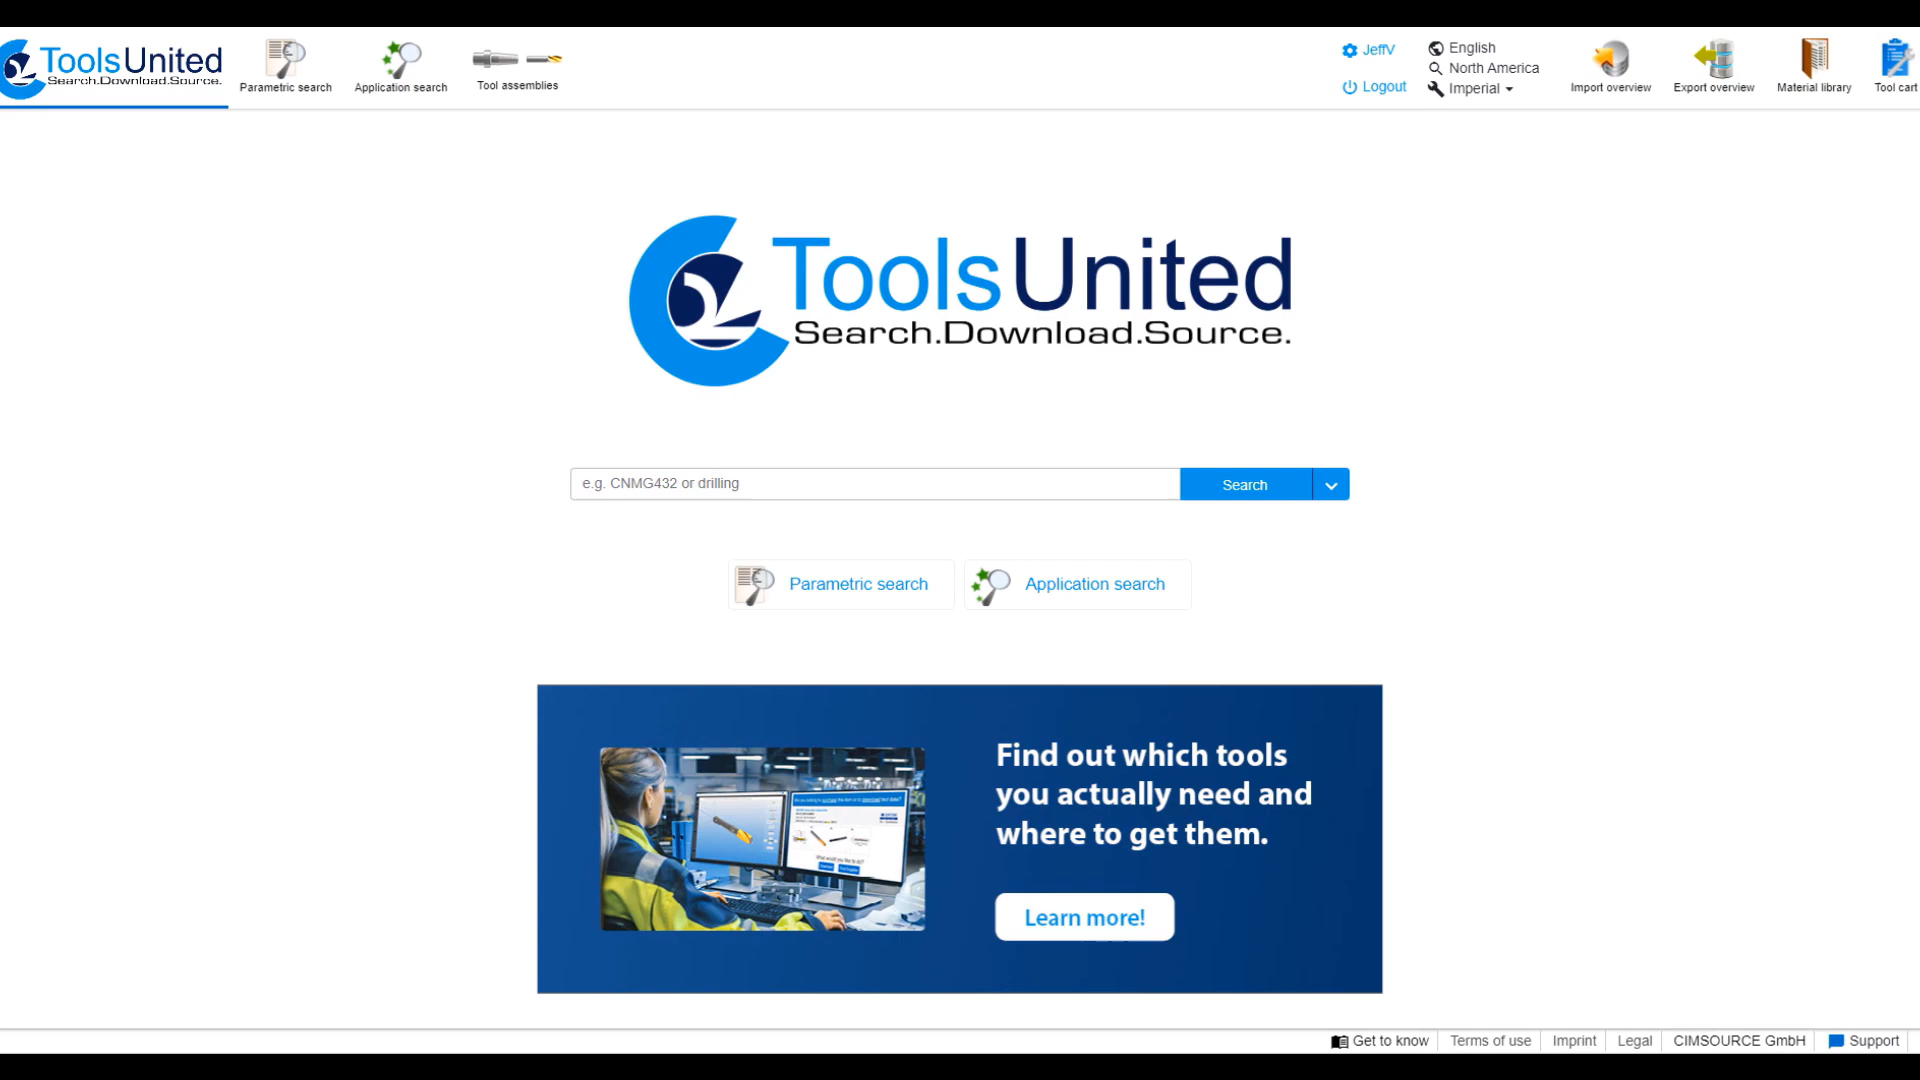 ToolsUnited
Search.Download.Source.
Parametric search
Application search
Tool assemblies
JeffV
Logout
English
North America
Imperial
Import overview
Export overview
Material library
Tool cart
ToolsUnited
Search.Download.Source.
e.g. CNMG432 or drilling
Search
Parametric search
Application search
Find out which tools
you actually need and
where to get them.
Learn more!
Get to know
Terms of use
Imprint
Legal
CIMSOURCE GmbH
Support